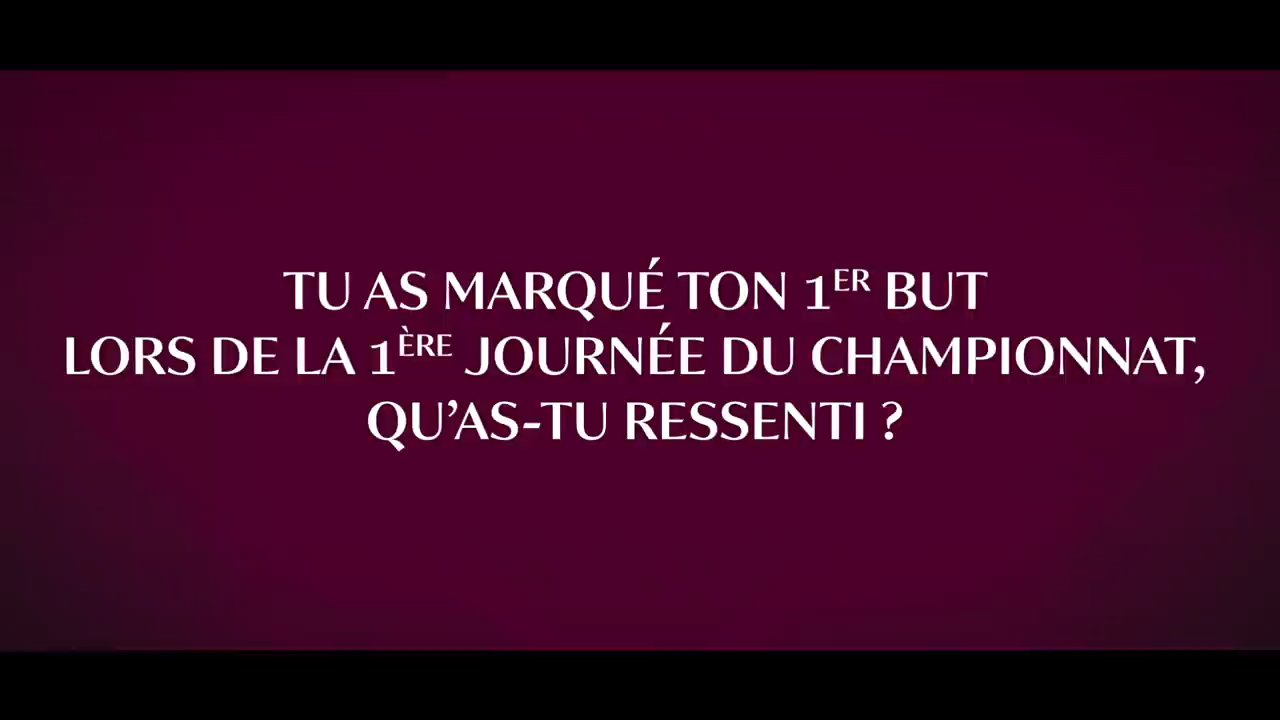 TU AS MARQUÉ TON 1ER BUT
LORS DE LA 1ÈRE JOURNÉE DU CHAMPIONNAT,
QU’AS-TU RESSENTI ?